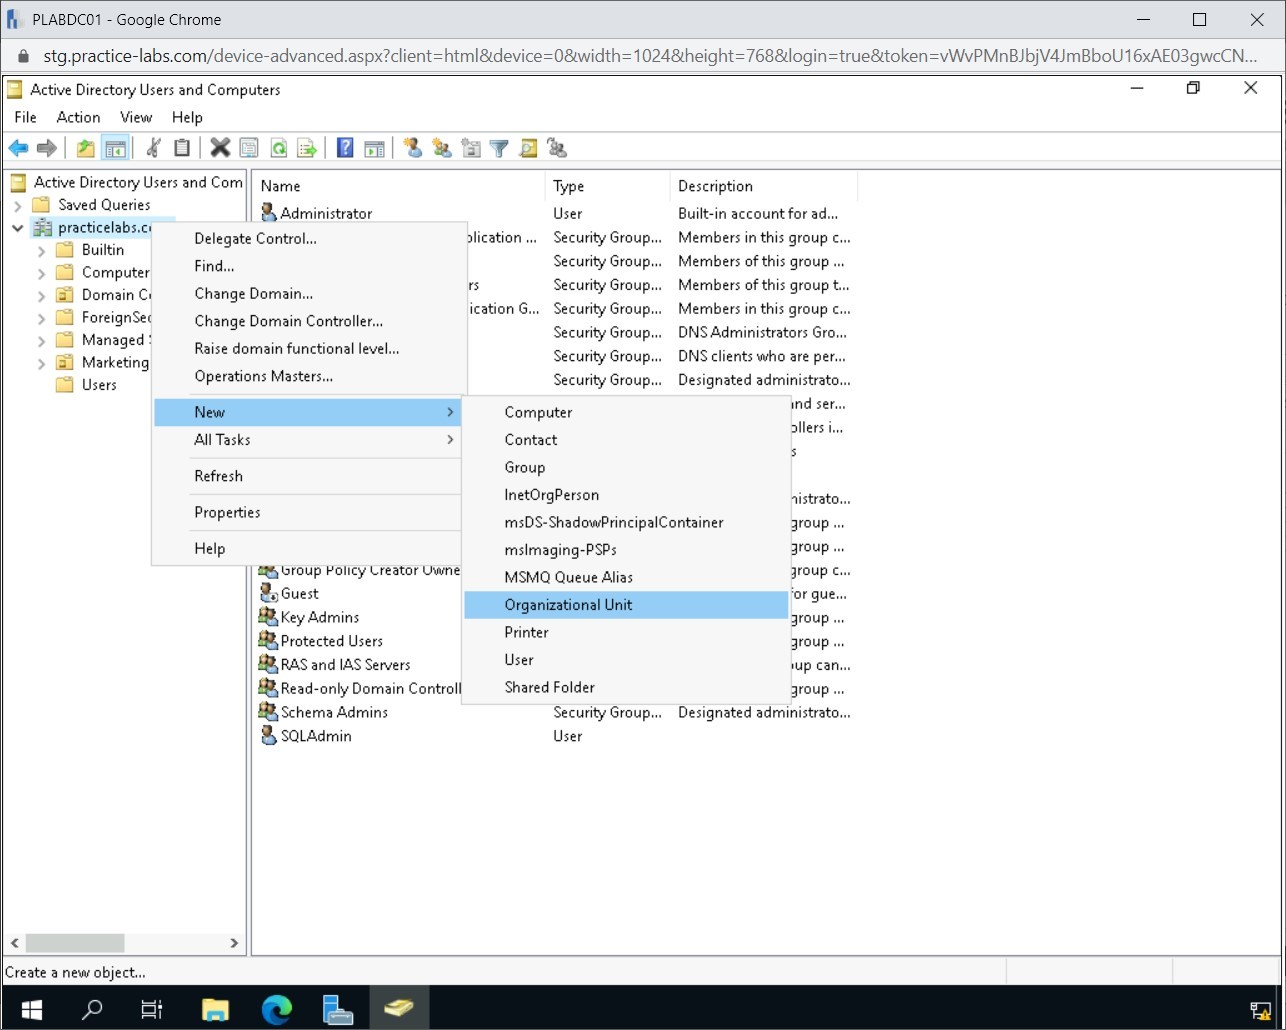 PLABDC01 - Google Chrome
stg.practice-labs.com/device-advanced.aspx?client=html&device=0&width=1024&height=768&login=true&token=vWvPMnBJbjV4JmBboU16xAE03gwcCN...
Active Directory Users and Computers
File Action View Help
Active Directory Users and Com
Saved Queries
practicelabs.co
Builtin
Computer
Domain Co
ForeignSec
Managed
Marketing
Users
Delegate Control...
Find...
Change Domain...
Change Domain Controller...
Raise domain functional level...
Operations Masters...
New
All Tasks
Refresh
Properties
Help
Computer
Contact
Group
InetOrgPerson
msDS-ShadowPrincipalContainer
msImaging-PSPs
MSMQ Queue Alias
Organizational Unit
Printer
User
Shared Folder
Name Type Description
Administrator User Built-in account for ad...
plication ... Security Group... Members in this group c...
Security Group... Members of this group ...
rs Security Group... Members of this group t...
ication G... Security Group... Members in this group c...
Security Group... DNS Administrators Gro...
Security Group... DNS clients who are per...
Security Group... Designated administrato...
and ser...
ollers i...
s
nistrato...
group ...
group ...
Group Policy Creator Owne group c...
Guest for gue...
Key Admins group ...
Protected Users group ...
RAS and IAS Servers oup can...
Read-only Domain Controll group ...
Schema Admins Security Group... Designated administrato...
SQLAdmin User
Create a new object...